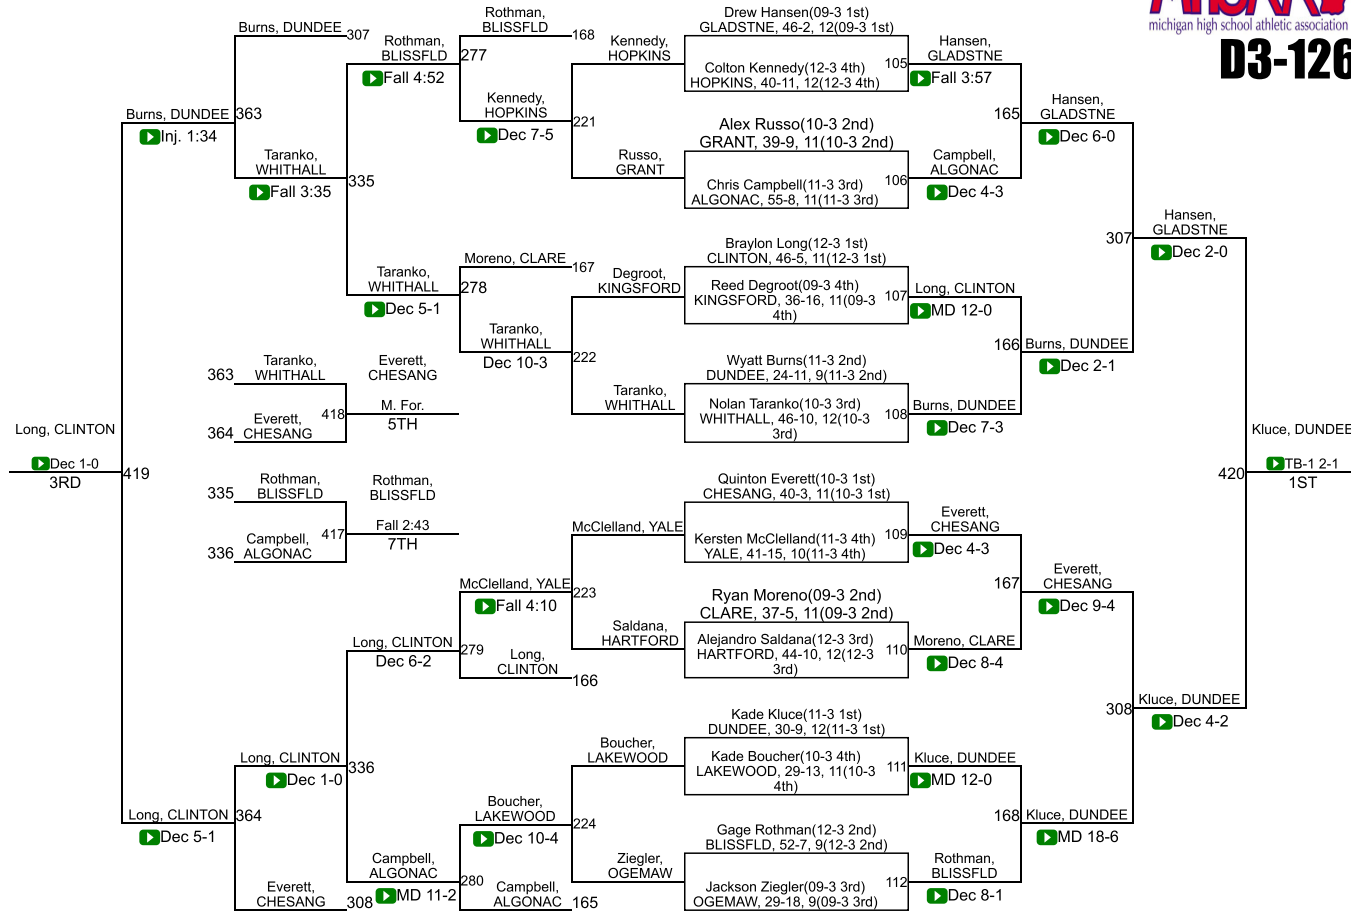 MHSAA
michigan high school athletic association
D3-126
Drew Hansen(09-3 1st)
GLADSTNE, 46-2, 12(09-3 1st)
Colton Kennedy(12-3 4th)
HOPKINS, 40-11, 12(12-3 4th)
105
Alex Russo(10-3 2nd)
GRANT, 39-9, 11(10-3 2nd)
Chris Campbell(11-3 3rd)
ALGONAC, 55-8, 11(11-3 3rd)
106
Braylon Long(12-3 1st)
CLINTON, 46-5, 11(12-3 1st)
Reed Degroot(09-3 4th)
KINGSFORD, 36-16, 11(09-3
4th)
107
Wyatt Burns(11-3 2nd)
DUNDEE, 24-11, 9(11-3 2nd)
Nolan Taranko(10-3 3rd)
WHITHALL, 46-10, 12(10-3
3rd)
108
Quinton Everett(10-3 1st)
CHESANG, 40-3, 11(10-3 1st)
Kersten McClelland(11-3 4th)
YALE, 41-15, 10(11-3 4th)
109
Ryan Moreno(09-3 2nd)
CLARE, 37-5, 11(09-3 2nd)
Alejandro Saldana(12-3 3rd)
HARTFORD, 44-10, 12(12-3
3rd)
110
Kade Kluce(11-3 1st)
DUNDEE, 30-9, 12(11-3 1st)
Kade Boucher(10-3 4th)
LAKEWOOD, 29-13, 11(10-3
4th)
111
Gage Rothman(12-3 2nd)
BLISSFLD, 52-7, 9(12-3 2nd)
Jackson Ziegler(09-3 3rd)
OGEMAW, 29-18, 9(09-3 3rd)
112
Hansen,
GLADSTNE
Fall 3:57
165
Campbell,
ALGONAC
Dec 4-3
Long, CLINTON
MD 12-0
166
Burns, DUNDEE
Dec 7-3
Everett,
CHESANG
Dec 4-3
167
Moreno, CLARE
Dec 8-4
Kluce, DUNDEE
MD 12-0
168
Rothman,
BLISSFLD
Dec 8-1
Hansen,
GLADSTNE
Dec 6-0
307
Burns, DUNDEE
Dec 2-1
Everett,
CHESANG
Dec 9-4
308
Kluce, DUNDEE
MD 18-6
Hansen,
GLADSTNE
Dec 2-0
420
Kluce, DUNDEE
Dec 4-2
Kluce, DUNDEE
TB-1 2-1
1ST
Kennedy,
HOPKINS
221
Russo,
GRANT
Degroot,
KINGSFORD
222
Taranko,
WHITHALL
McClelland, YALE
223
Saldana,
HARTFORD
Boucher,
LAKEWOOD
224
Ziegler,
OGEMAW
Rothman,
BLISSFLD
168
277
Kennedy,
HOPKINS
Dec 7-5
Moreno, CLARE
167
278
Taranko,
WHITHALL
Dec 10-3
McClelland, YALE
Fall 4:10
279
Long,
CLINTON
166
Boucher,
LAKEWOOD
Dec 10-4
280
Campbell,
ALGONAC
165
Rothman,
BLISSFLD
Fall 4:52
335
Taranko,
WHITHALL
Dec 5-1
Long, CLINTON
Dec 6-2
336
Campbell,
ALGONAC
MD 11-2
Burns, DUNDEE
307
363
Taranko,
WHITHALL
Fall 3:35
Long, CLINTON
Dec 1-0
364
Everett,
CHESANG
308
Burns, DUNDEE
Inj. 1:34
419
Long, CLINTON
Dec 5-1
Long, CLINTON
Dec 1-0
3RD
363
Taranko,
WHITHALL
418
364
Everett,
CHESANG
Everett,
CHESANG
M. For.
5TH
335
Rothman,
BLISSFLD
417
336
Campbell,
ALGONAC
Rothman,
BLISSFLD
Fall 2:43
7TH